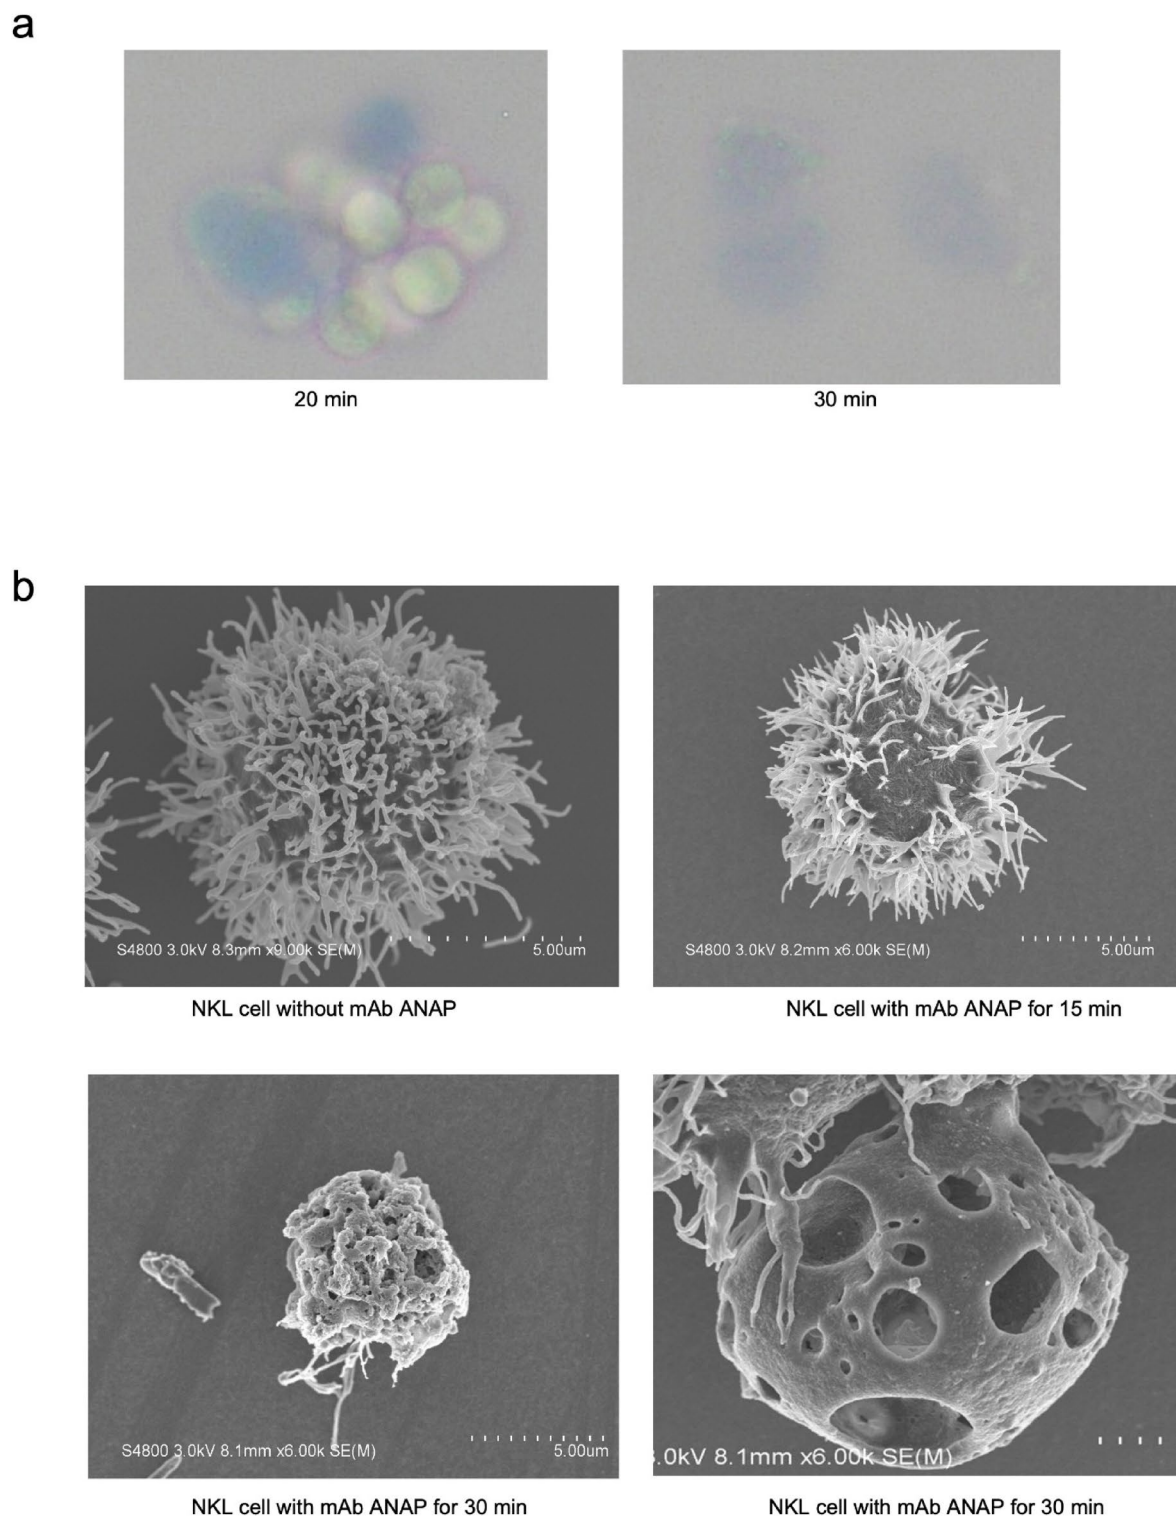 a
20 min
30 min
b
S4800 3.0kV 8.3mm x9.00k SE(M)
5.00um
S4800 3.0kV 8.2mm x6.00k SE(M)
5.00um
NKL cell without mAb ANAP
NKL cell with mAb ANAP for 15 min
S4800 3.0kV 8.1mm x6.00k SE(M)
5.00um
.0kV 8.1mm x6.00k SE(M)
NKL cell with mAb ANAP for 30 min
NKL cell with mAb ANAP for 30 min